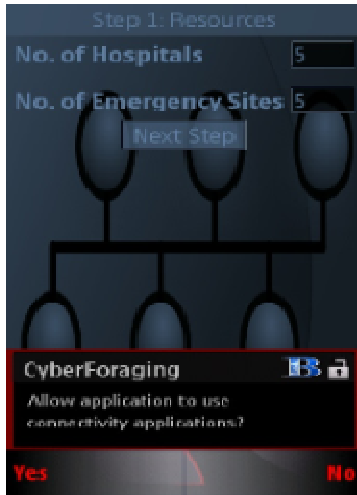 Step 1: Resources
No. of Hospitals 5
No. of Emergency Sites 5
Next Step
CyberForaging
Allow application to use
connectivity applications?
Yes No